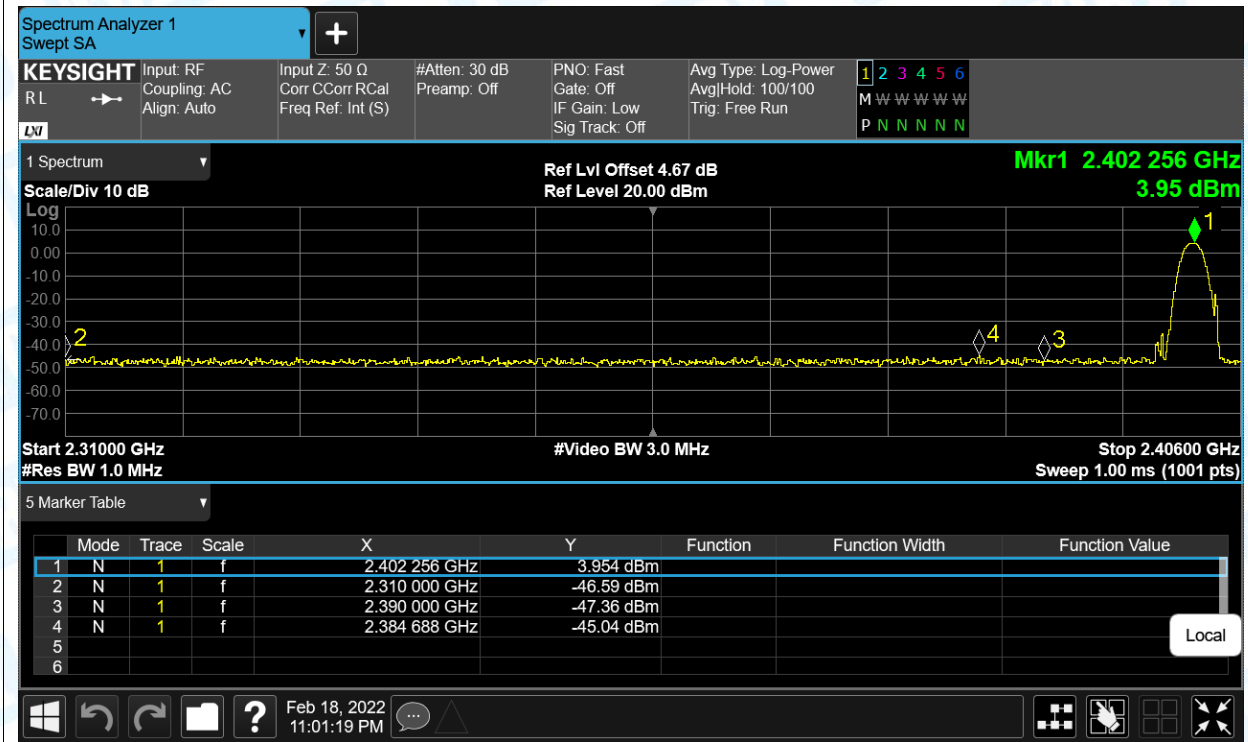 Spectrum Analyzer 1
Swept SA
▼
+
KEYSIGHT
R L
LXI
Input: RF
Coupling: AC
Align: Auto
Input Z: 50 Ω
Corr CCorr RCal
Freq Ref: Int (S)
#Atten: 30 dB
Preamp: Off
PNO: Fast
Gate: Off
IF Gain: Low
Sig Track: Off
Avg Type: Log-Power
Avg|Hold: 100/100
Trig: Free Run
1 2 3 4 5 6
M W W W W W
P N N N N N
1 Spectrum
Scale/Div 10 dB
Ref Lvl Offset 4.67 dB
Ref Level 20.00 dBm
Mkr1 2.402 256 GHz
3.95 dBm
Log
10.0
0.00
-10.0
-20.0
-30.0
-40.0
-50.0
-60.0
-70.0
1
2
4
3
Start 2.31000 GHz
#Res BW 1.0 MHz
#Video BW 3.0 MHz
Stop 2.40600 GHz
Sweep 1.00 ms (1001 pts)
5 Marker Table
Mode Trace Scale X Y Function Function Width Function Value
1 N 1 f 2.402 256 GHz 3.954 dBm
2 N 1 f 2.310 000 GHz -46.59 dBm
3 N 1 f 2.390 000 GHz -47.36 dBm
4 N 1 f 2.384 688 GHz -45.04 dBm
5
6
Local
?
Feb 18, 2022
11:01:19 PM